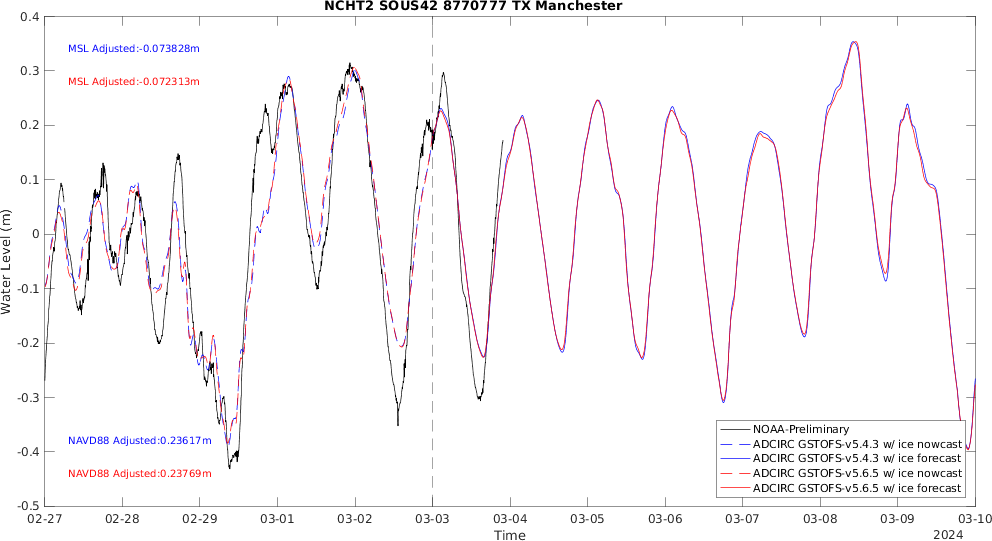 NCHT2 SOUS42 8770777 TX Manchester
0.4
0.3
0.2
0.1
0
-0.1
-0.2
-0.3
-0.4
-0.5
Water Level (m)
MSL Adjusted:-0.073828m
MSL Adjusted:-0.072313m
NAVD88 Adjusted:0.23617m
NAVD88 Adjusted:0.23769m
NOAA-Preliminary
ADCIRC GSTOFS-v5.4.3 w/ ice nowcast
ADCIRC GSTOFS-v5.4.3 w/ ice forecast
ADCIRC GSTOFS-v5.6.5 w/ ice nowcast
ADCIRC GSTOFS-v5.6.5 w/ ice forecast
02-27 02-28 02-29 03-01 03-02 03-03 03-04 03-05 03-06 03-07 03-08 03-09 03-10
Time
2024